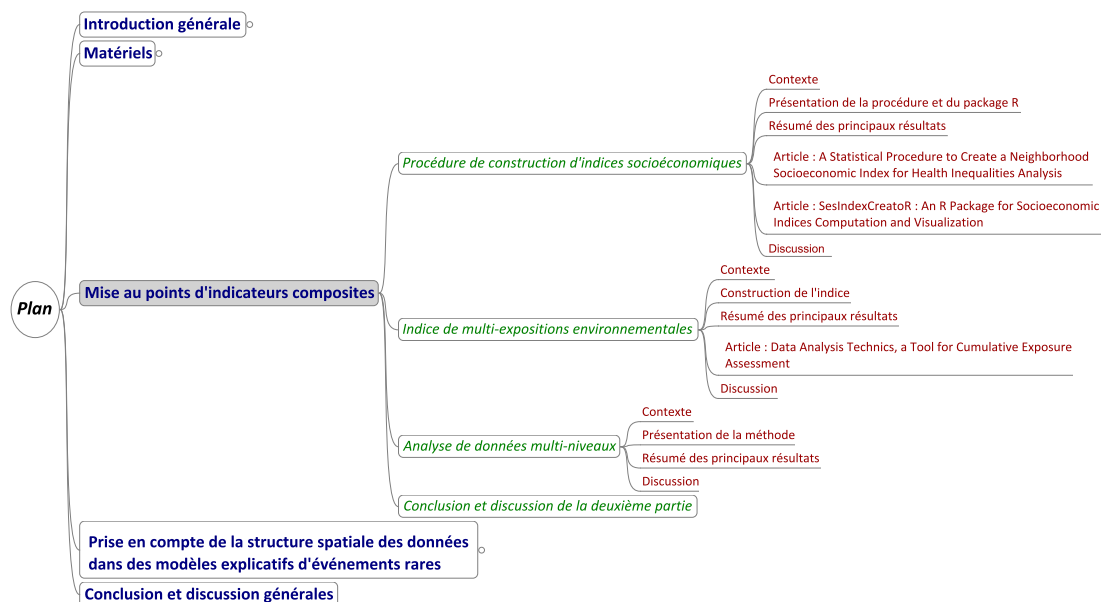 Plan
Introduction générale
Matériels
Mise au points d'indicateurs composites
Procédure de construction d'indices socioéconomiques
Contexte
Présentation de la procédure et du package R
Résumé des principaux résultats
Article : A Statistical Procedure to Create a Neighborhood
Socioeconomic Index for Health Inequalities Analysis
Article : SesIndexCreatoR : An R Package for Socioeconomic
Indices Computation and Visualization
Discussion
Indice de multi-expositions environnementales
Contexte
Construction de l'indice
Résumé des principaux résultats
Article : Data Analysis Technics, a Tool for Cumulative Exposure
Assessment
Discussion
Analyse de données multi-niveaux
Contexte
Présentation de la méthode
Résumé des principaux résultats
Discussion
Conclusion et discussion de la deuxième partie
Prise en compte de la structure spatiale des données
dans des modèles explicatifs d'événements rares
Conclusion et discussion générales